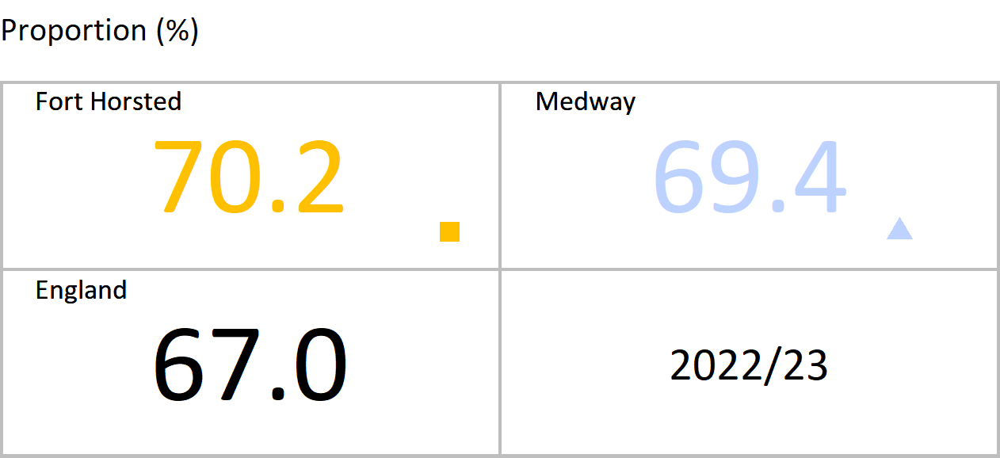 Proportion (%)
Fort Horsted
70.2
Medway
69.4
England
67.0
2022/23